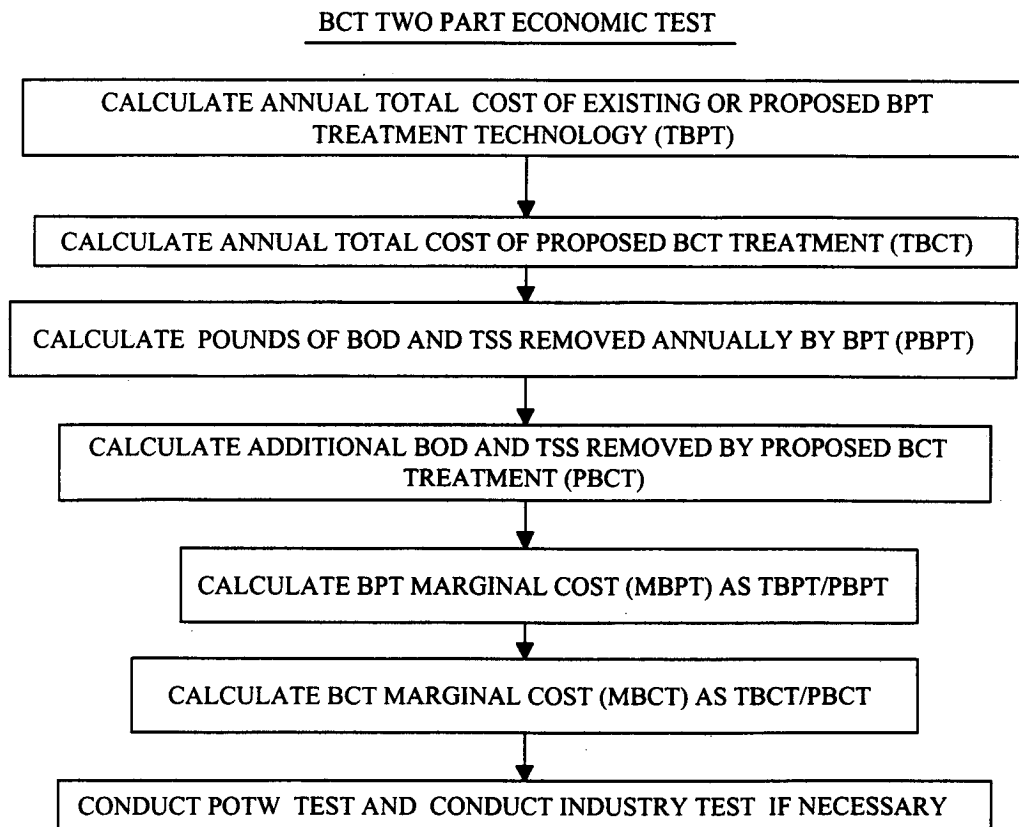 BCT TWO PART ECONOMIC TEST
CALCULATE ANNUAL TOTAL COST OF EXISTING OR PROPOSED BPT
TREATMENT TECHNOLOGY (TBPT)
CALCULATE ANNUAL TOTAL COST OF PROPOSED BCT TREATMENT (TBCT)
CALCULATE POUNDS OF BOD AND TSS REMOVED ANNUALLY BY BPT (PBPT)
CALCULATE ADDITIONAL BOD AND TSS REMOVED BY PROPOSED BCT
TREATMENT (PBCT)
CALCULATE BPT MARGINAL COST (MBPT) AS TBPT/PBPT
CALCULATE BCT MARGINAL COST (MBCT) AS TBCT/PBCT
CONDUCT POTW TEST AND CONDUCT INDUSTRY TEST IF NECESSARY